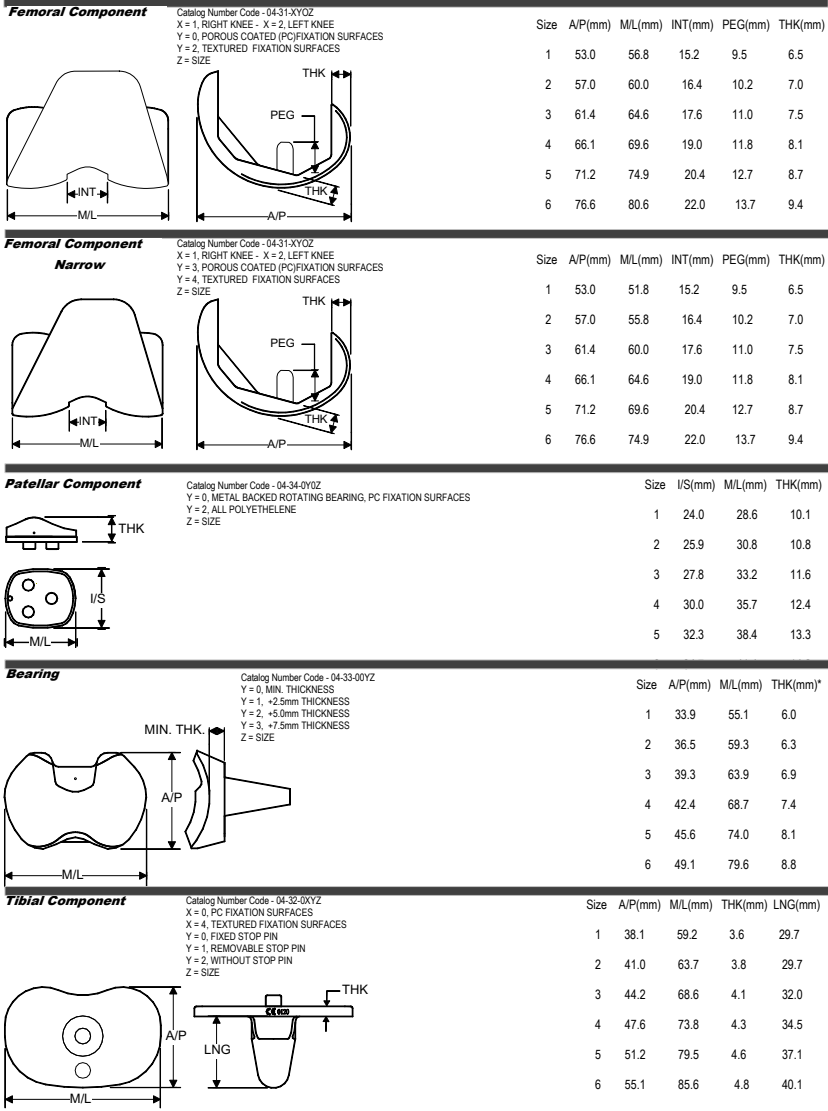 Femoral Component
Catalog Number Code - 04-31-XYOZ
X = 1, RIGHT KNEE - X = 2, LEFT KNEE
Y = 0, POROUS COATED (PC)FIXATION SURFACES
Y = 2, TEXTURED FIXATION SURFACES
Z = SIZE
THK
PEG
THK
INT
M/L
A/P
Size A/P(mm) M/L(mm) INT(mm) PEG(mm) THK(mm)
1 53.0 56.8 15.2 9.5 6.5
2 57.0 60.0 16.4 10.2 7.0
3 61.4 64.6 17.6 11.0 7.5
4 66.1 69.6 19.0 11.8 8.1
5 71.2 74.9 20.4 12.7 8.7
6 76.6 80.6 22.0 13.7 9.4
Femoral Component
Narrow
Catalog Number Code - 04-31-XYOZ
X = 1, RIGHT KNEE - X = 2, LEFT KNEE
Y = 3, POROUS COATED (PC)FIXATION SURFACES
Y = 4, TEXTURED FIXATION SURFACES
Z = SIZE
THK
PEG
THK
INT
M/L
A/P
Size A/P(mm) M/L(mm) INT(mm) PEG(mm) THK(mm)
1 53.0 51.8 15.2 9.5 6.5
2 57.0 55.8 16.4 10.2 7.0
3 61.4 60.0 17.6 11.0 7.5
4 66.1 64.6 19.0 11.8 8.1
5 71.2 69.6 20.4 12.7 8.7
6 76.6 74.9 22.0 13.7 9.4
Patellar Component
Catalog Number Code - 04-34-0Y0Z
Y = 0, METAL BACKED ROTATING BEARING, PC FIXATION SURFACES
Y = 2, ALL POLYETHELENE
Z = SIZE
THK
I/S
M/L
Size I/S(mm) M/L(mm) THK(mm)
1 24.0 28.6 10.1
2 25.9 30.8 10.8
3 27.8 33.2 11.6
4 30.0 35.7 12.4
5 32.3 38.4 13.3
Bearing
Catalog Number Code - 04-33-00YZ
Y = 0, MIN. THICKNESS
Y = 1, +2.5mm THICKNESS
Y = 2, +5.0mm THICKNESS
Y = 3, +7.5mm THICKNESS
Z = SIZE
MIN. THK.
A/P
M/L
Size A/P(mm) M/L(mm) THK(mm)*
1 33.9 55.1 6.0
2 36.5 59.3 6.3
3 39.3 63.9 6.9
4 42.4 68.7 7.4
5 45.6 74.0 8.1
6 49.1 79.6 8.8
Tibial Component
Catalog Number Code - 04-32-0XYZ
X = 0, PC FIXATION SURFACES
X = 4, TEXTURED FIXATION SURFACES
Y = 0, FIXED STOP PIN
Y = 1, REMOVABLE STOP PIN
Y = 2, WITHOUT STOP PIN
Z = SIZE
THK
CE 0120
A/P
LNG
M/L
Size A/P(mm) M/L(mm) THK(mm) LNG(mm)
1 38.1 59.2 3.6 29.7
2 41.0 63.7 3.8 29.7
3 44.2 68.6 4.1 32.0
4 47.6 73.8 4.3 34.5
5 51.2 79.5 4.6 37.1
6 55.1 85.6 4.8 40.1